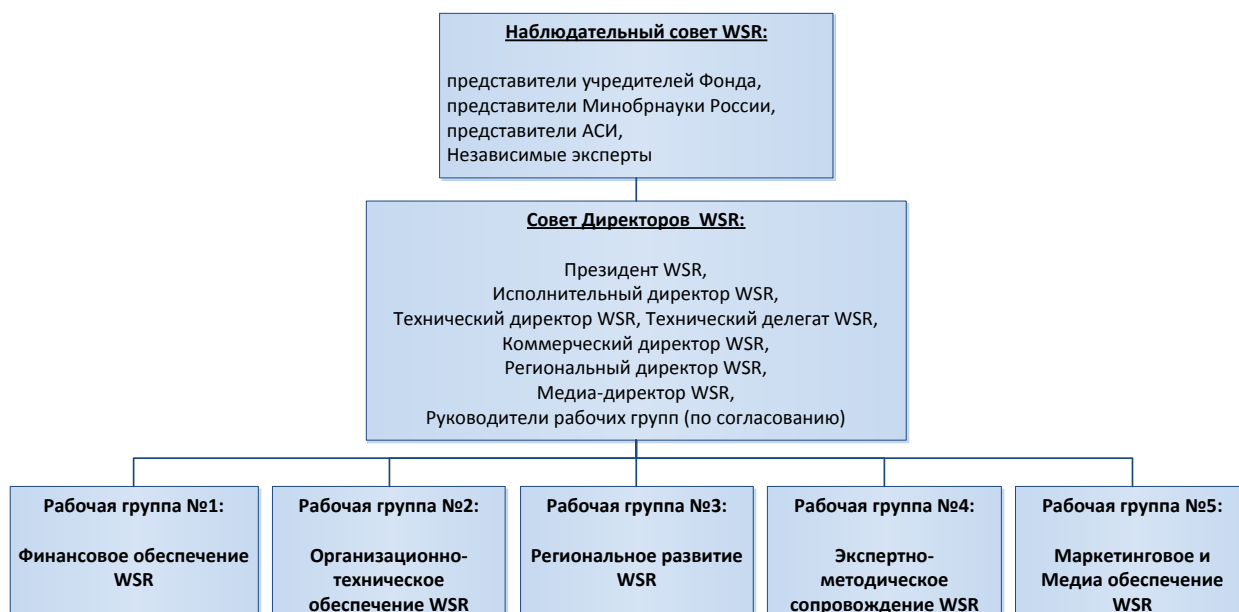 Наблюдательный совет WSR:
представители учредителей Фонда,
представители Минобрнауки России,
представители АСИ,
Независимые эксперты
Совет Директоров WSR:
Президент WSR,
Исполнительный директор WSR,
Технический директор WSR, Технический делегат WSR,
Коммерческий директор WSR,
Региональный директор WSR,
Медиа-директор WSR,
Руководители рабочих групп (по согласованию)
Рабочая группа №1:
Финансовое обеспечение
WSR
Рабочая группа №2:
Организационно-
техническое
обеспечение WSR
Рабочая группа №3:
Региональное развитие
WSR
Рабочая группа №4:
Экспертно-
методическое
сопровождение WSR
Рабочая группа №5:
Маркетинговое и
Медиа обеспечение
WSR